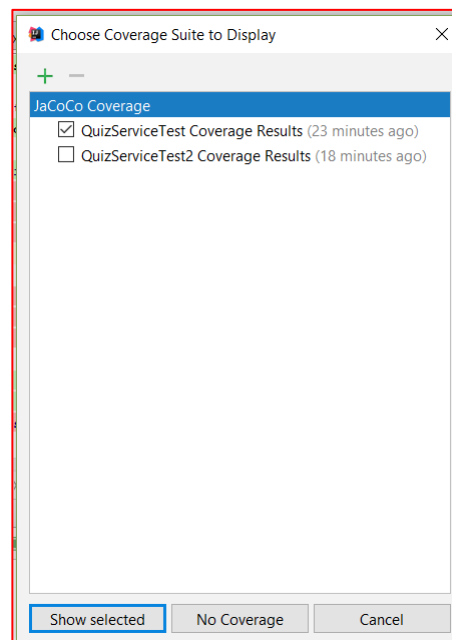 Choose Coverage Suite to Display
JaCoCo Coverage
QuizServiceTest Coverage Results (23 minutes ago)
QuizServiceTest2 Coverage Results (18 minutes ago)
Show selected No Coverage Cancel